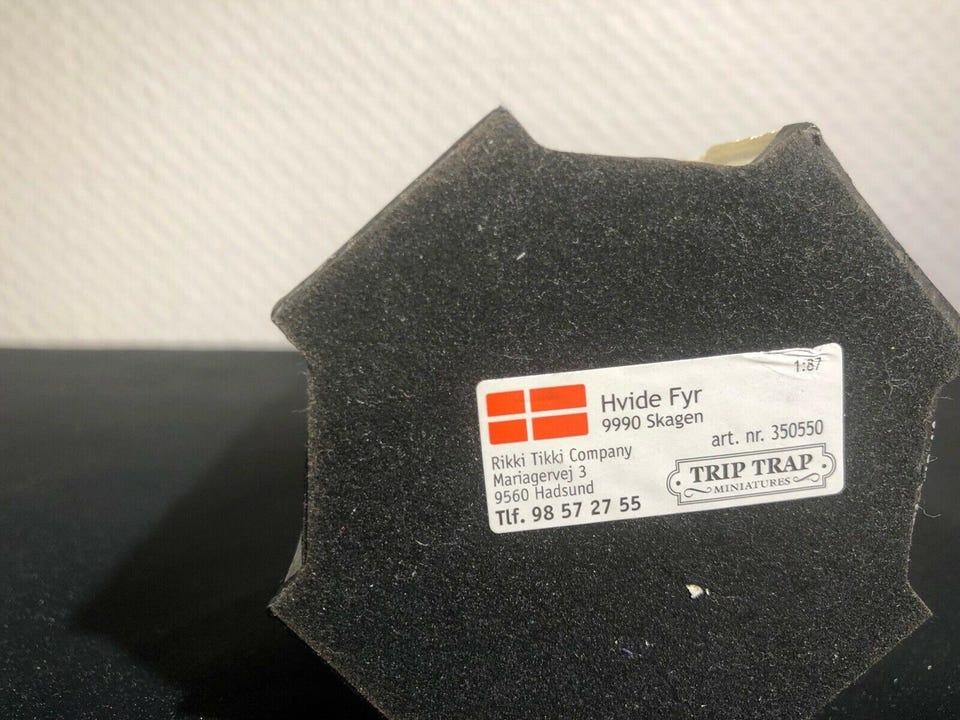 1:87
Hvide Fyr
9990 Skagen
art. nr. 350550
Rikki Tikki Company
Mariagervej 3
9560 Hadsund
Tlf. 98 57 27 55
TRIP TRAP
MINIATURES